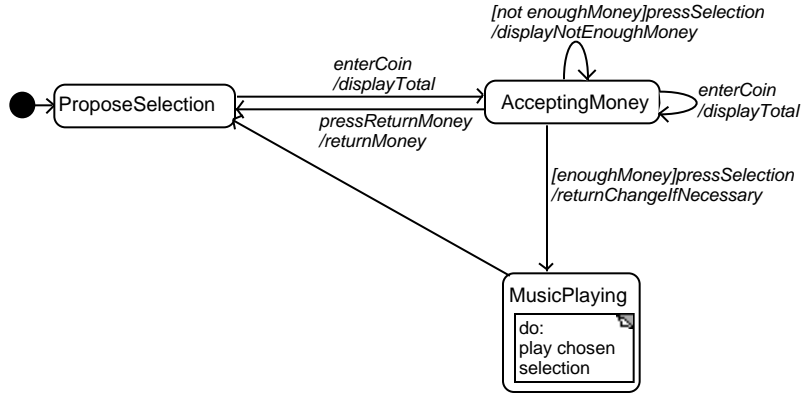 [not enoughMoney]pressSelection
/displayNotEnoughMoney
enterCoin
/displayTotal
ProposeSelection
AcceptingMoney
enterCoin
/displayTotal
pressReturnMoney
/returnMoney
[enoughMoney]pressSelection
/returnChangeIfNecessary
MusicPlaying
do:
play chosen
selection